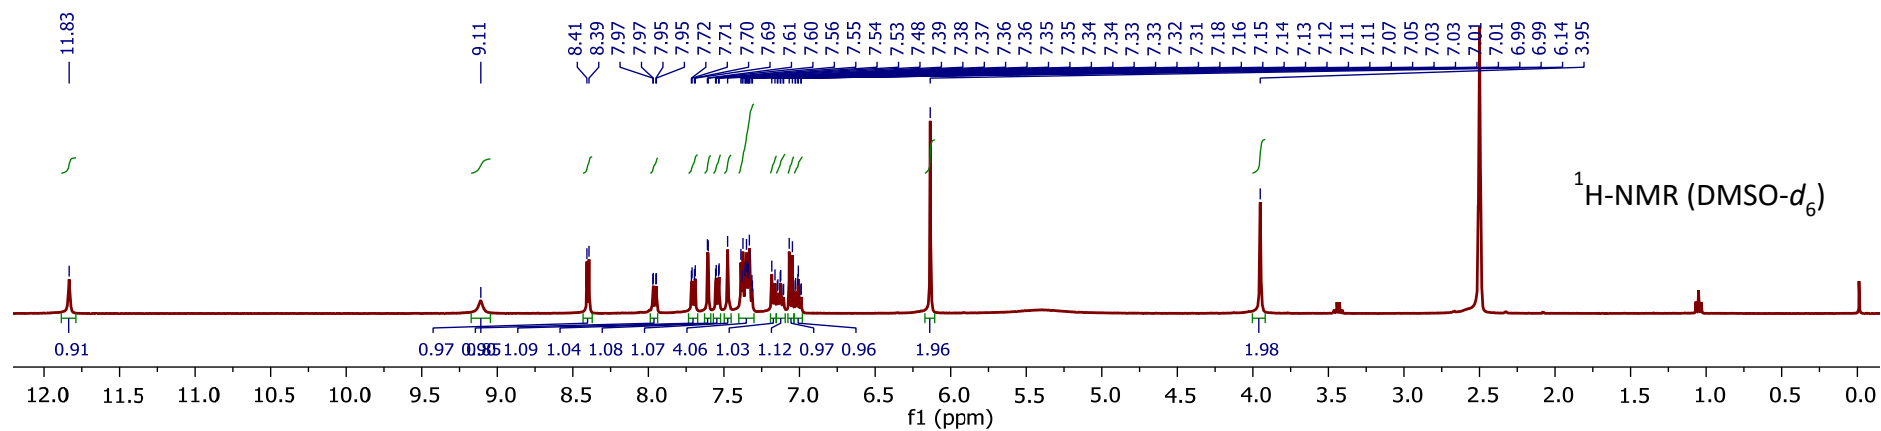 11.83 9.11 8.41 8.39 7.97 7.97 7.95 7.95 7.72 7.71 7.70 7.69 7.61 7.60 7.56 7.55 7.54 7.53 7.48 7.39 7.38 7.37 7.36 7.36 7.35 7.35 7.34 7.34 7.33 7.33 7.32 7.31 7.18 7.16 7.15 7.14 7.13 7.12 7.11 7.11 7.07 7.05 7.03 7.03 7.01 7.01 6.99 6.99 6.14 3.95
1H-NMR (DMSO-d6)
0.91 0.97 0.90 0.85 1.09 1.04 1.08 1.07 4.06 1.03 1.12 0.97 0.96 1.96 1.98
12.0 11.5 11.0 10.5 10.0 9.5 9.0 8.5 8.0 7.5 7.0 6.5 6.0 5.5 5.0 4.5 4.0 3.5 3.0 2.5 2.0 1.5 1.0 0.5 0.0
f1 (ppm)